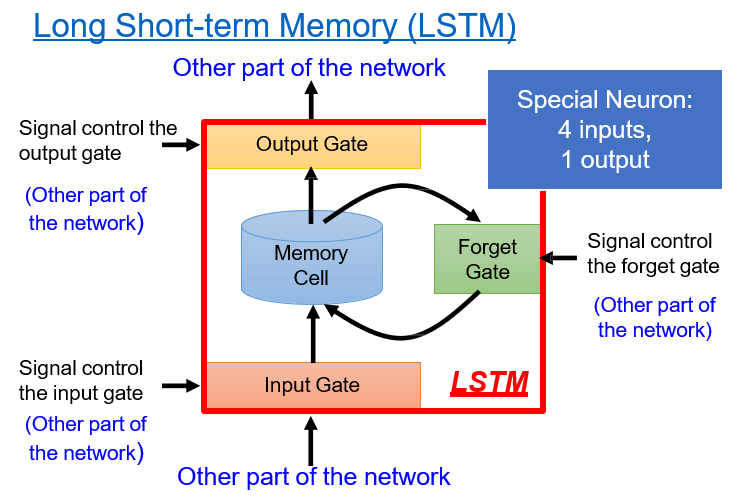 Long Short-term Memory (LSTM)
Other part of the network
Special Neuron:
4 inputs,
1 output
Signal control the
output gate
(Other part of
the network)
Output Gate
Memory
Cell
Forget
Gate
Signal control
the forget gate
(Other part of
the network)
Signal control
the input gate
(Other part of
the network)
Input Gate
LSTM
Other part of the network